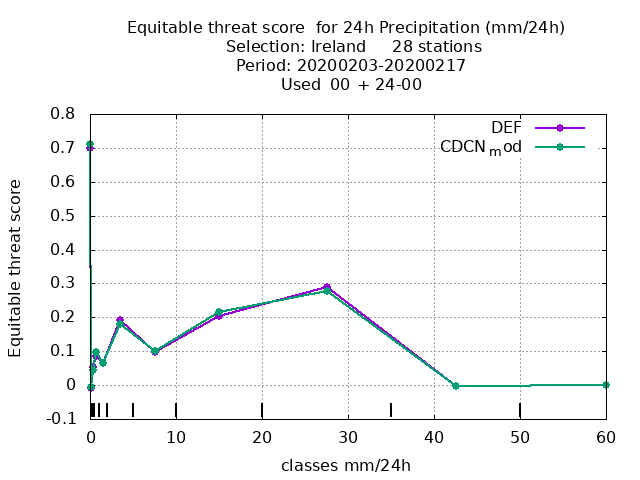 Equitable threat score  for 24h Precipitation (mm/24h)
Selection: Ireland     28 stations
Period: 20200203-20200217
Used  00 + 24-00
DEF
CDCNmod
0.8
0.7
0.6
0.5
0.4
0.3
0.2
0.1
0
-0.1
Equitable threat score
0 10 20 30 40 50 60
classes mm/24h